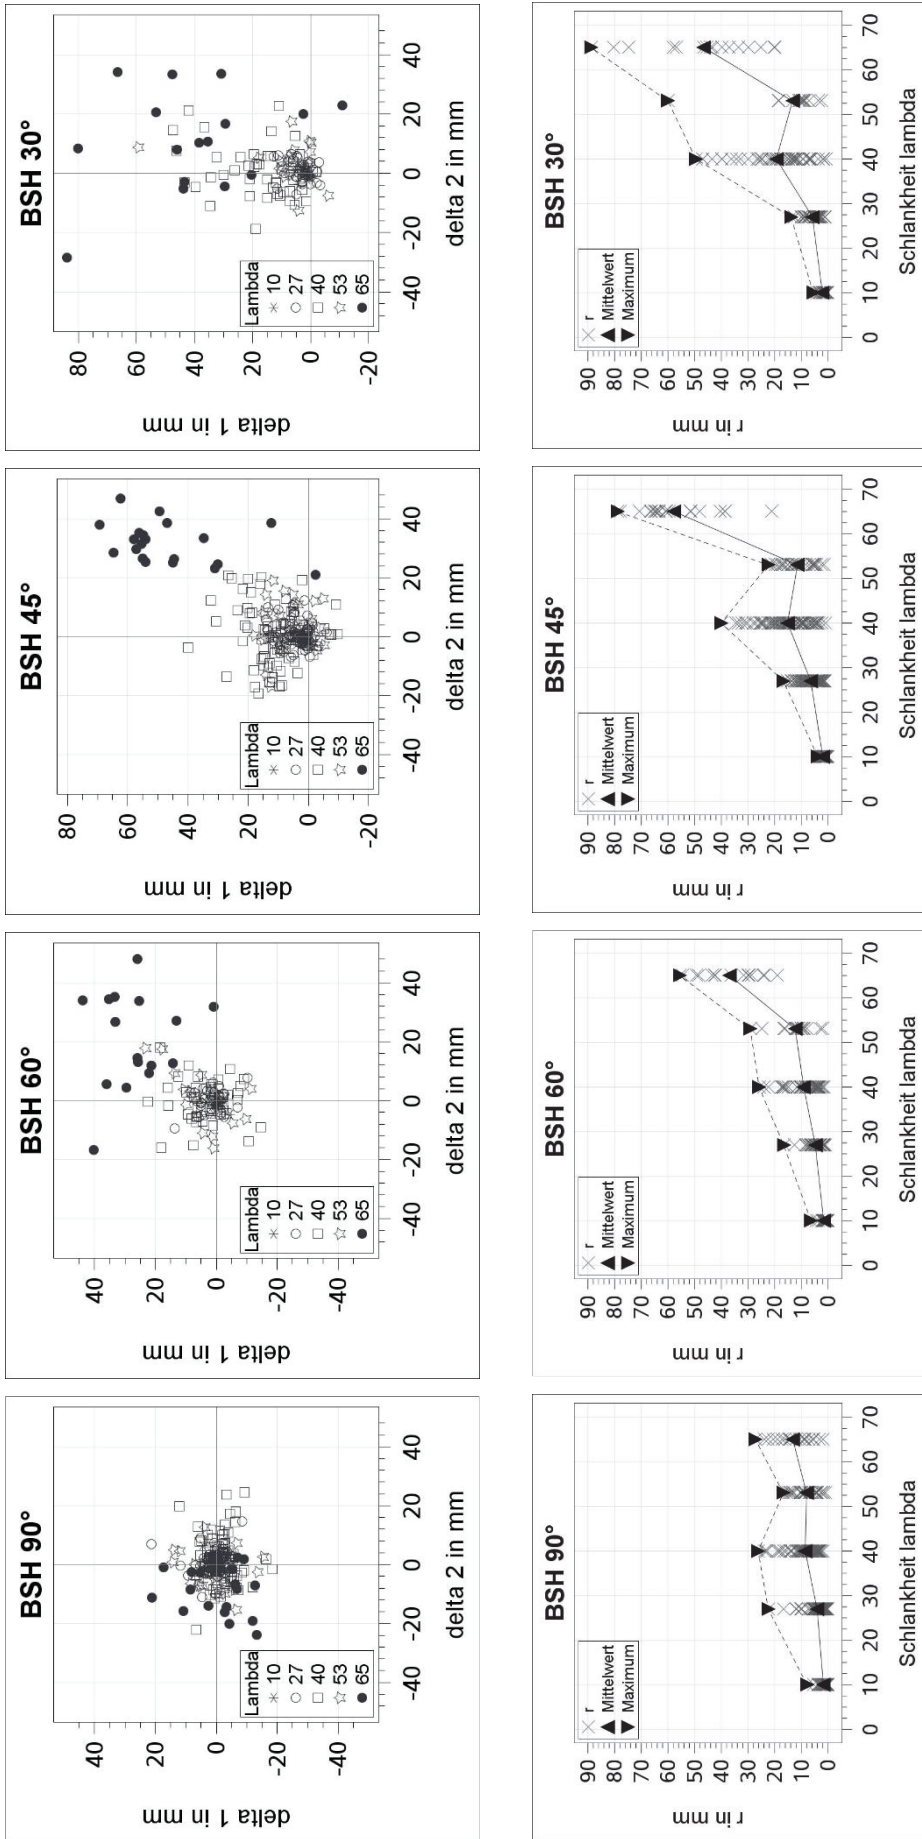 BSH 90°
delta 1 in mm
40
20
0
-20
-40
Lambda
10
27
40
53
65
-40 -20 0 20 40
delta 2 in mm
BSH 60°
delta 1 in mm
40
20
0
-20
-40
Lambda
10
27
40
53
65
-40 -20 0 20 40
delta 2 in mm
BSH 45°
delta 1 in mm
80
60
40
20
0
-20
Lambda
10
27
40
53
65
-40 -20 0 20 40
delta 2 in mm
BSH 30°
delta 1 in mm
80
60
40
20
0
-20
Lambda
10
27
40
53
65
-40 -20 0 20 40
delta 2 in mm
BSH 90°
r in mm
90
80
70
60
50
40
30
20
10
0
r
Mittelwert
Maximum
0 10 20 30 40 50 60 70
Schlankheit lambda
BSH 60°
r in mm
90
80
70
60
50
40
30
20
10
0
r
Mittelwert
Maximum
0 10 20 30 40 50 60 70
Schlankheit lambda
BSH 45°
r in mm
90
80
70
60
50
40
30
20
10
0
r
Mittelwert
Maximum
0 10 20 30 40 50 60 70
Schlankheit lambda
BSH 30°
r in mm
90
80
70
60
50
40
30
20
10
0
r
Mittelwert
Maximum
0 10 20 30 40 50 60 70
Schlankheit lambda